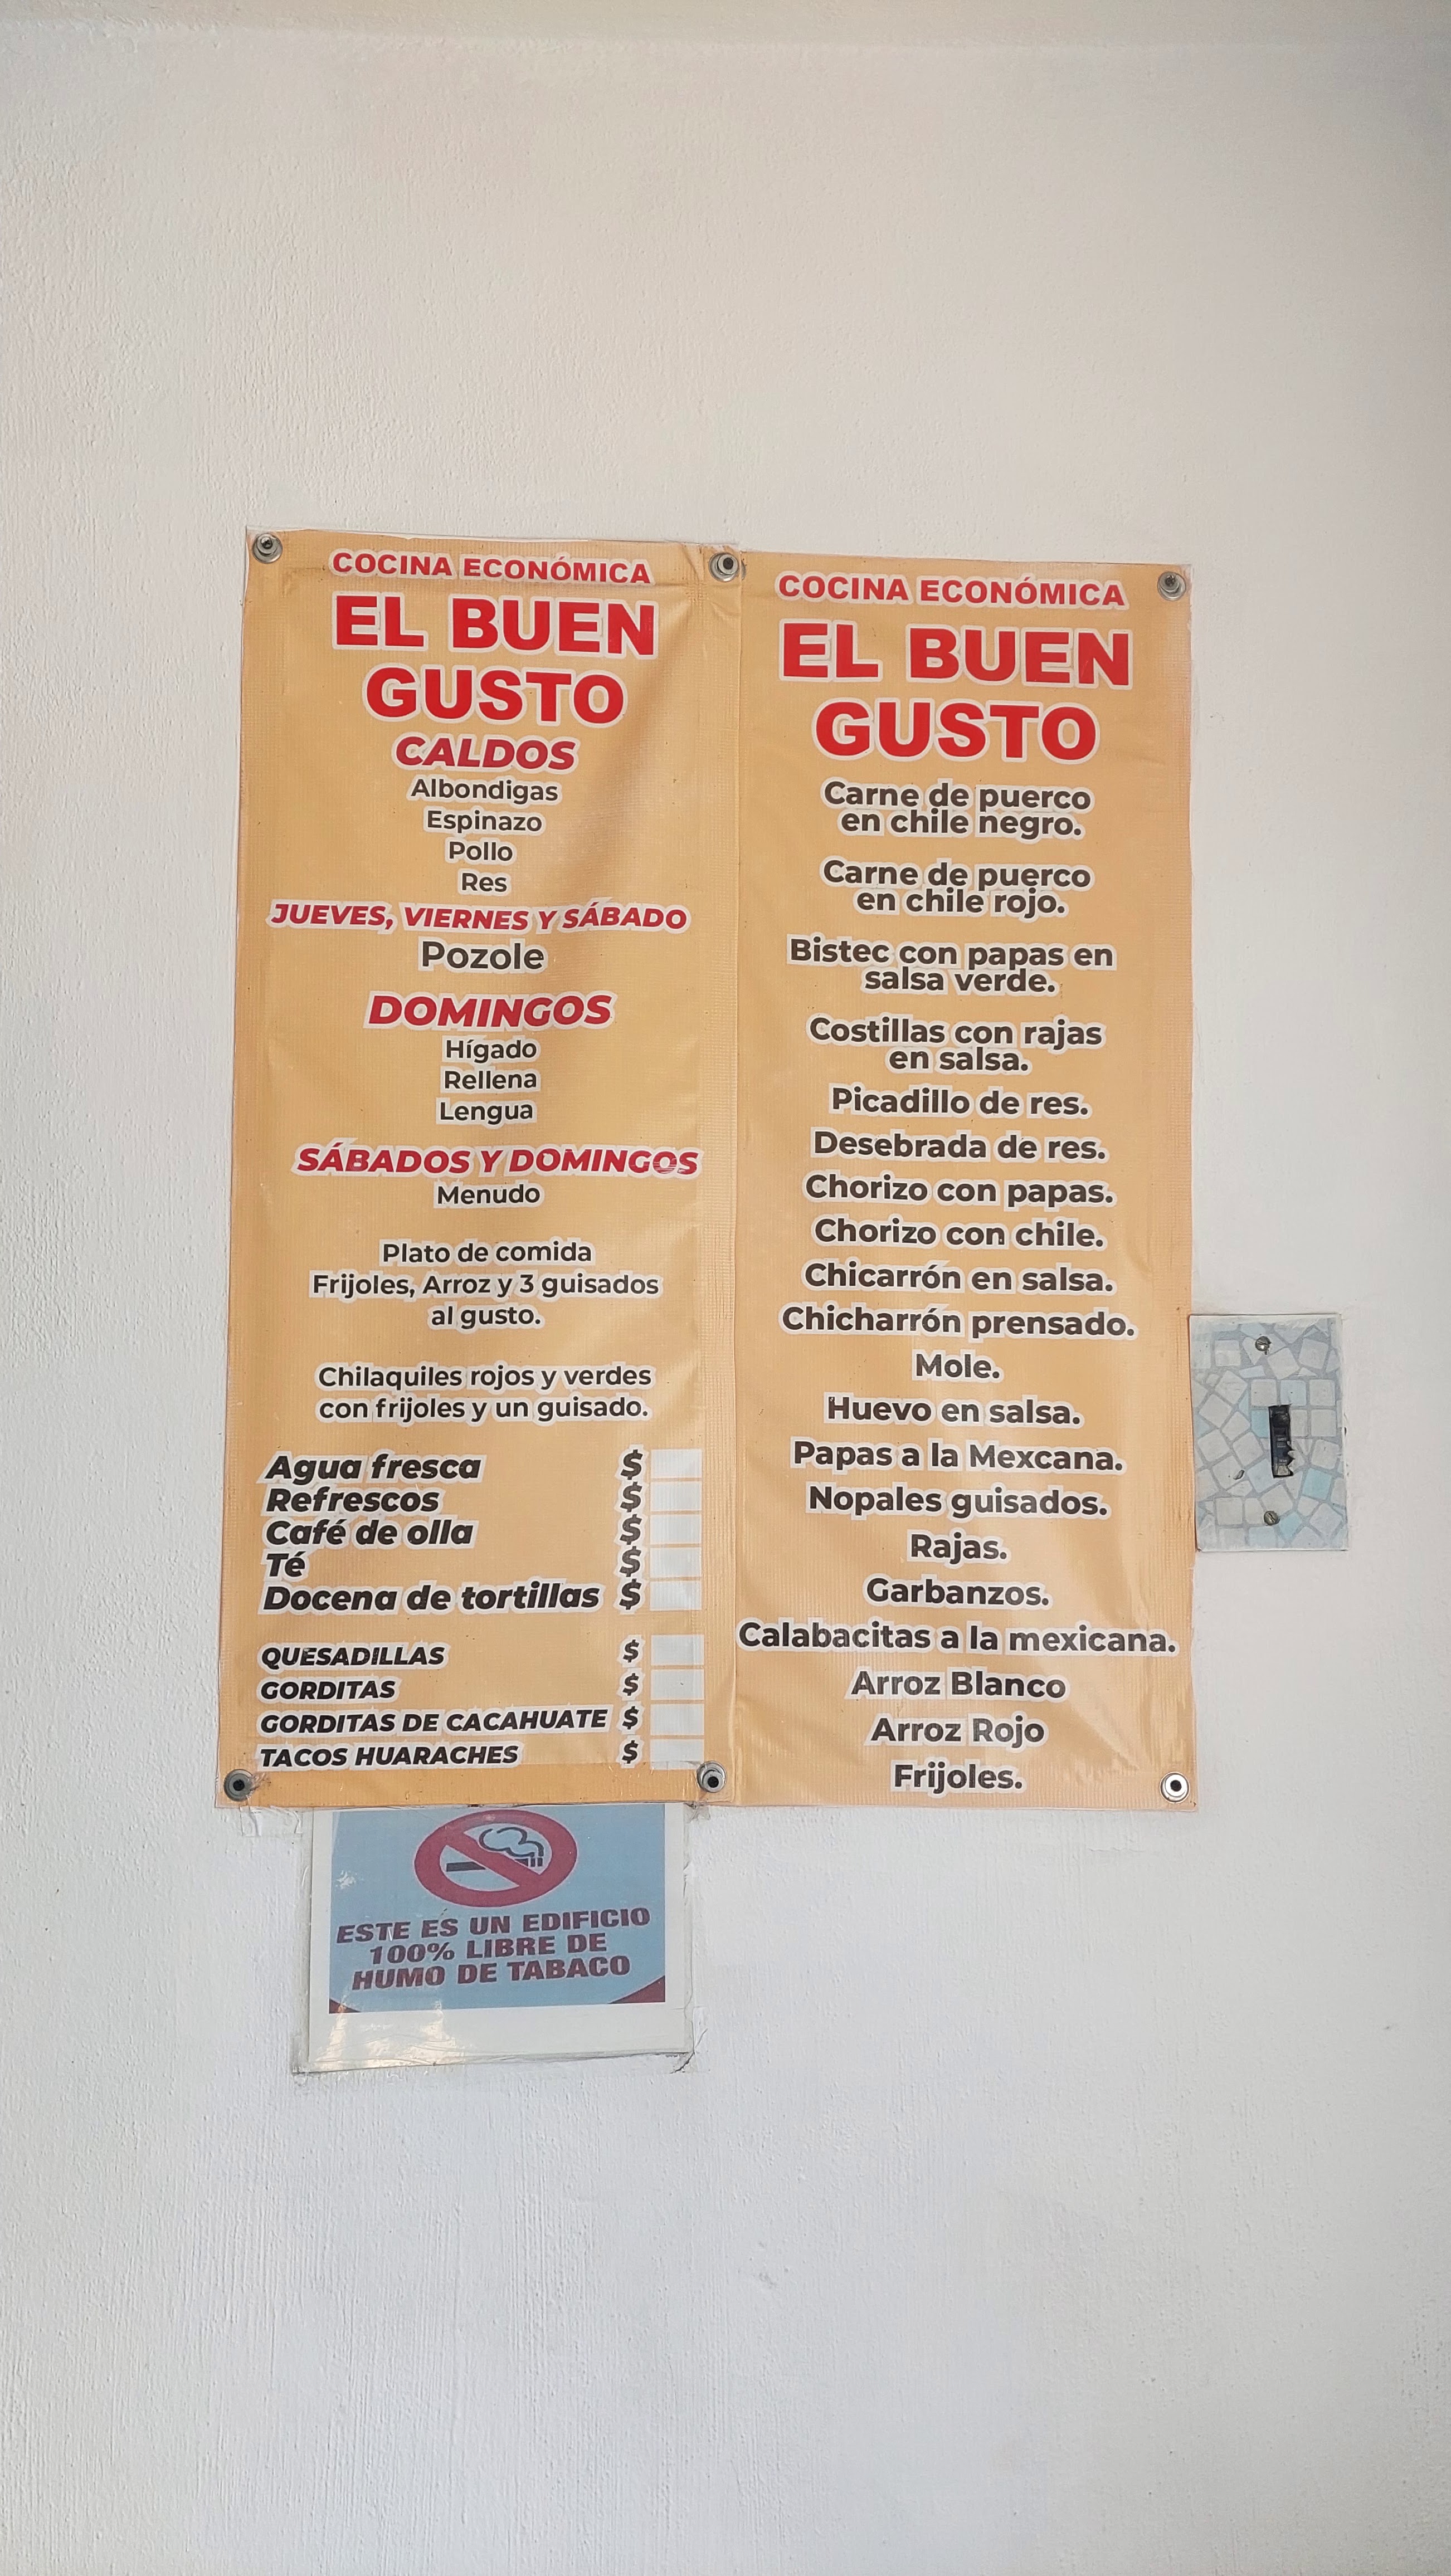 COCINA ECONÓMICA
EL BUEN
GUSTO
CALDOS
Albondigas
Espinazo
Pollo
Res
JUEVES, VIERNES Y SÁBADO
Pozole
DOMINGOS
Hígado
Rellena
Lengua
SÁBADOS Y DOMINGOS
Menudo
Plato de comida
Frijoles, Arroz y 3 guisados
al gusto.
Chilaquiles rojos y verdes
con frijoles y un guisado.
Agua fresca $
Refrescos $
Café de olla $
Té $
Docena de tortillas $
QUESADILLAS $
GORDITAS $
GORDITAS DE CACAHUATE $
TACOS HUARACHES $
COCINA ECONÓMICA
EL BUEN
GUSTO
Carne de puerco
en chile negro.
Carne de puerco
en chile rojo.
Bistec con papas en
salsa verde.
Costillas con rajas
en salsa.
Picadillo de res.
Desebrada de res.
Chorizo con papas.
Chorizo con chile.
Chicarrón en salsa.
Chicharrón prensado.
Mole.
Huevo en salsa.
Papas a la Mexcana.
Nopales guisados.
Rajas.
Garbanzos.
Calabacitas a la mexicana.
Arroz Blanco
Arroz Rojo
Frijoles.
ESTE ES UN EDIFICIO
100% LIBRE DE
HUMO DE TABACO